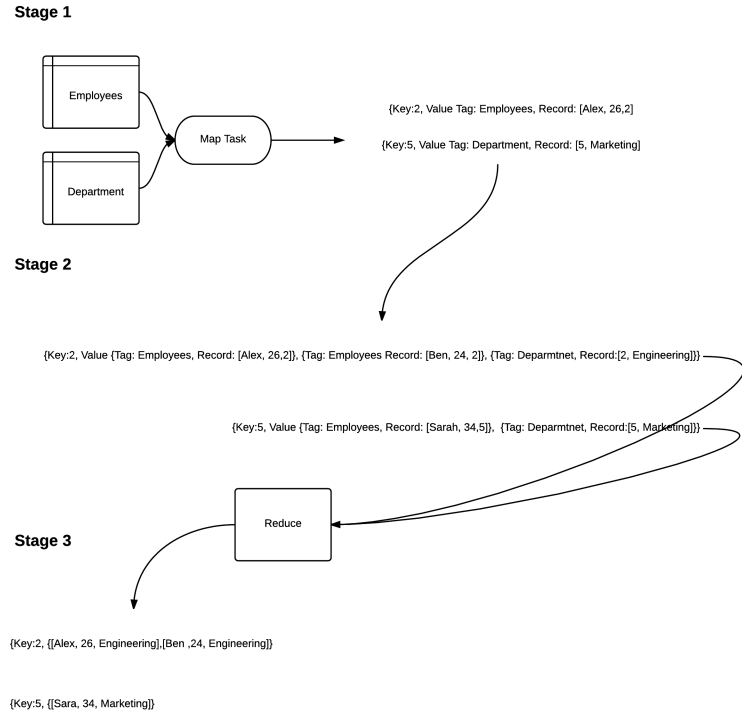 Stage 1
Employees
Map Task
Department
{Key:2, Value Tag: Employees, Record: [Alex, 26,2]
{Key:5, Value Tag: Department, Record: [5, Marketing]
Stage 2
{Key:2, Value {Tag: Employees, Record: [Alex, 26,2]}, {Tag: Employees Record: [Ben, 24, 2]}, {Tag: Deparmtnet, Record:[2, Engineering]}}
{Key:5, Value {Tag: Employees, Record: [Sarah, 34,5]},  {Tag: Deparmtnet, Record:[5, Marketing]}}
Reduce
Stage 3
{Key:2, {[Alex, 26, Engineering],[Ben ,24, Engineering]}
{Key:5, {[Sara, 34, Marketing]}